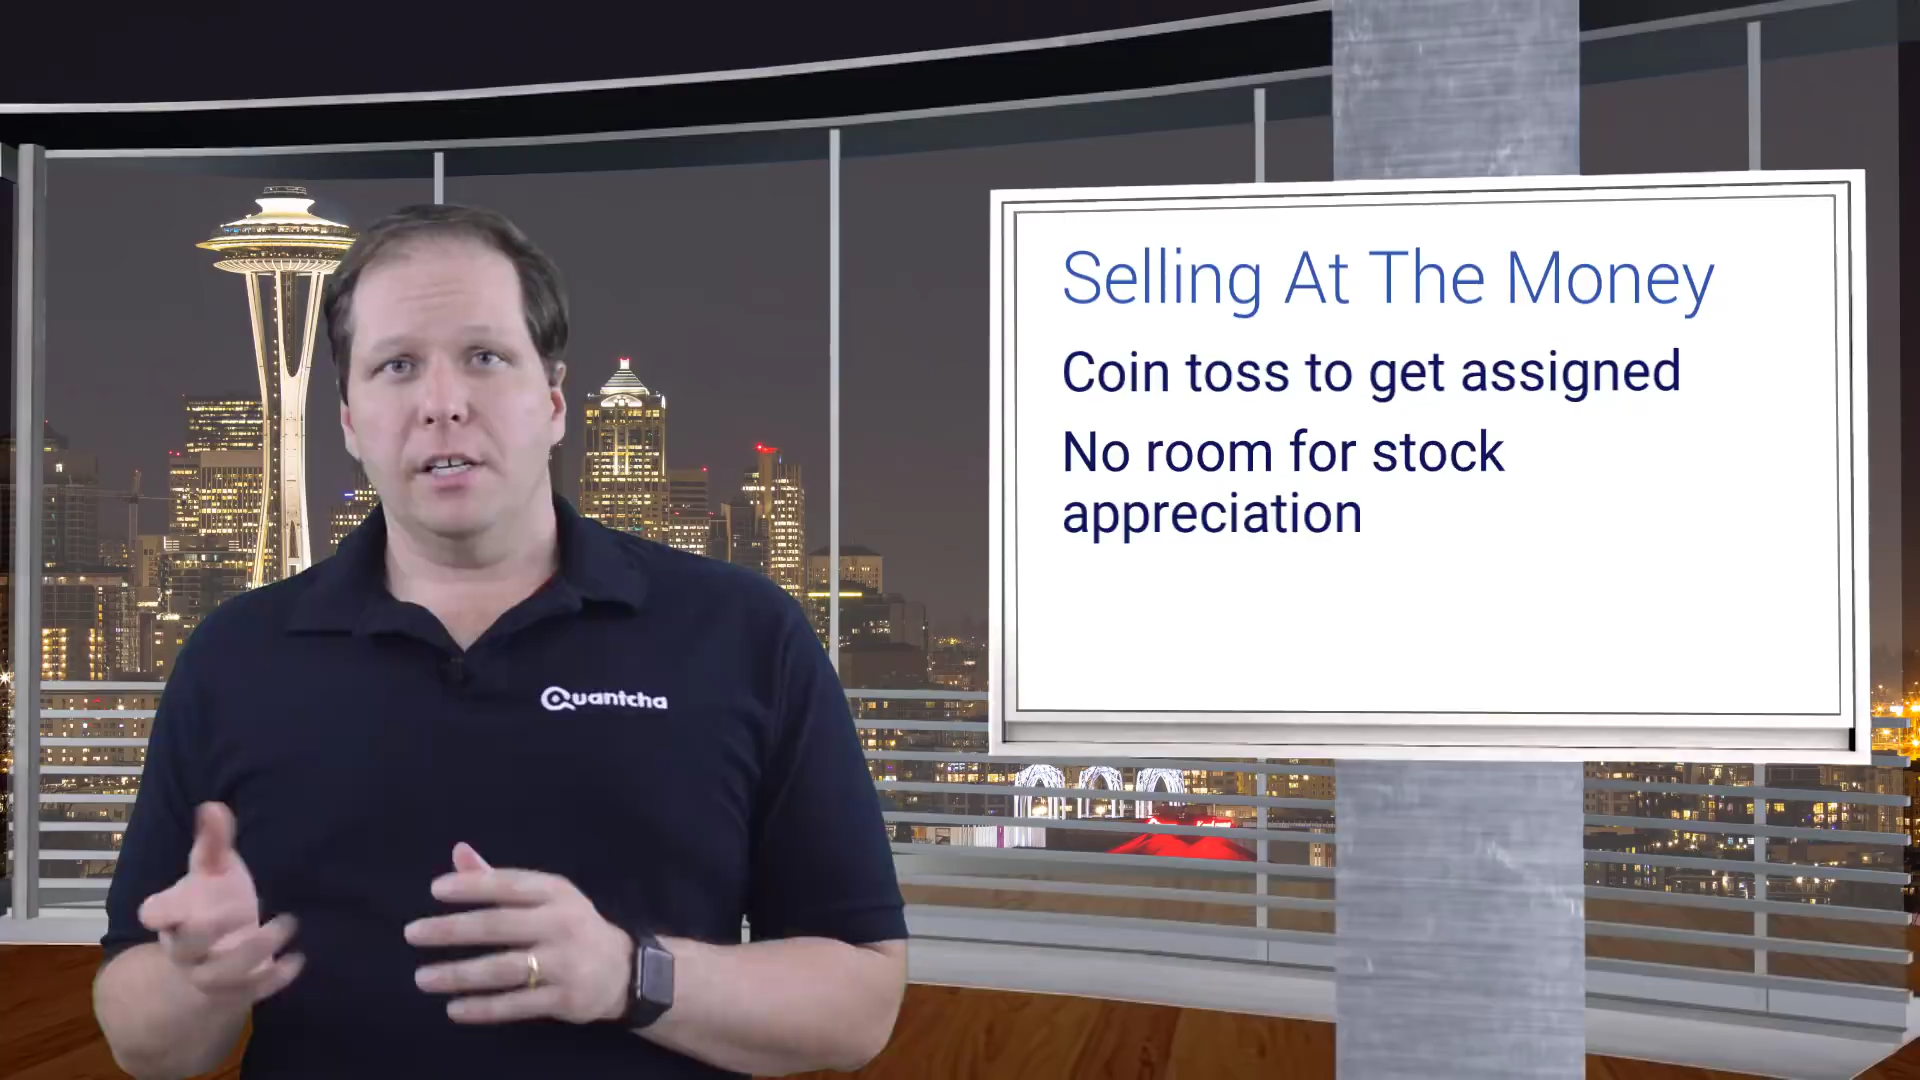 Selling At The Money
Coin toss to get assigned
No room for stock
appreciation
Quantcha